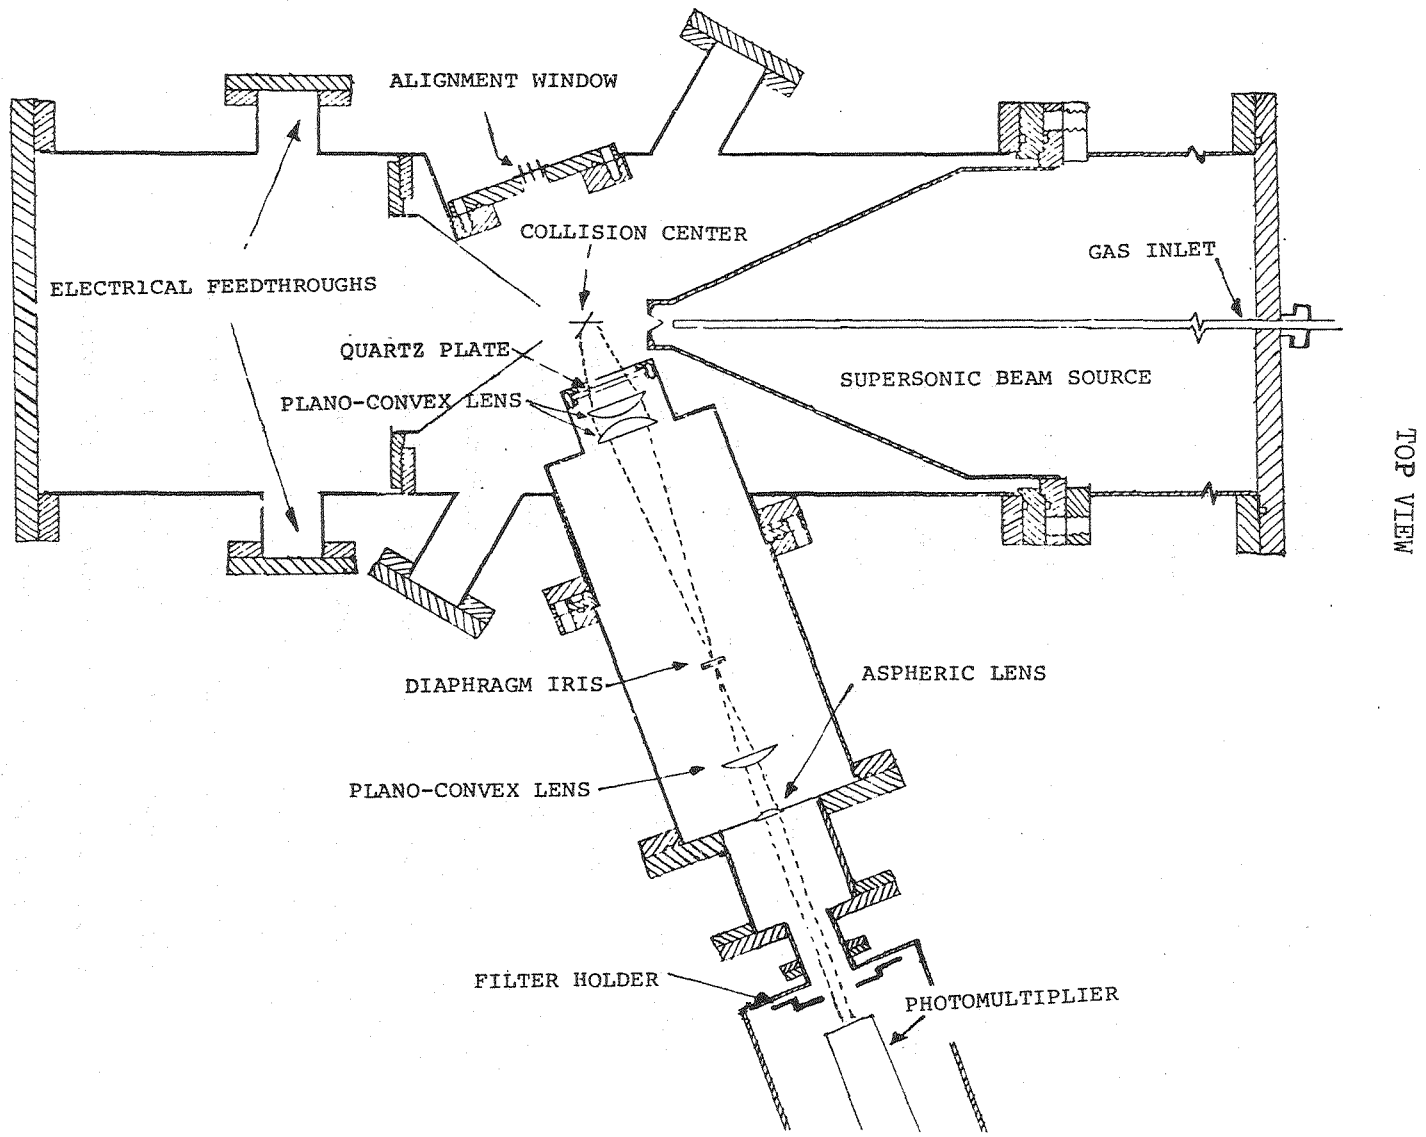 ALIGNMENT WINDOW
COLLISION CENTER
GAS INLET
ELECTRICAL FEEDTHROUGHS
QUARTZ PLATE
SUPERSONIC BEAM SOURCE
PLANO-CONVEX LENS
TOP VIEW
DIAPHRAGM IRIS
ASPHERIC LENS
PLANO-CONVEX LENS
FILTER HOLDER
PHOTOMULTIPLIER